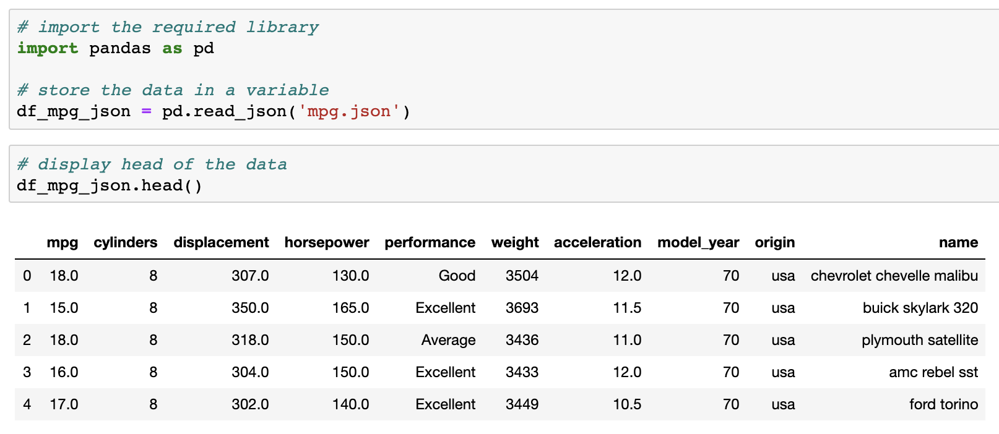 # import the required library
import pandas as pd
# store the data in a variable
df_mpg_json = pd.read_json('mpg.json')
# display head of the data
df_mpg_json.head()
mpg cylinders displacement horsepower performance weight acceleration model_year origin name
0 18.0 8 307.0 130.0 Good 3504 12.0 70 usa chevrolet chevelle malibu
1 15.0 8 350.0 165.0 Excellent 3693 11.5 70 usa buick skylark 320
2 18.0 8 318.0 150.0 Average 3436 11.0 70 usa plymouth satellite
3 16.0 8 304.0 150.0 Excellent 3433 12.0 70 usa amc rebel sst
4 17.0 8 302.0 140.0 Excellent 3449 10.5 70 usa ford torino